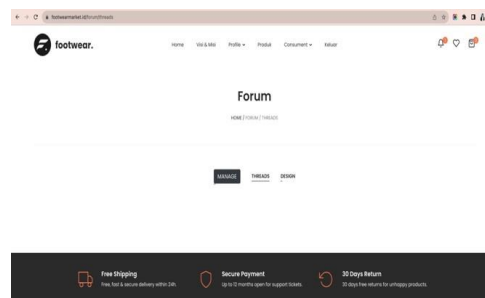 footwearmarket.id/forum/threads
footwear.
Home Visi & Misi Profile Produk Consument Keluar
Forum
HOME / FORUM / THREADS
MANAGE THREADS DESIGN
Free Shipping
Free, fast & secure delivery within 24h.
Secure Payment
Up to 12 months open for support tickets.
30 Days Return
30 days free returns for unhappy products.